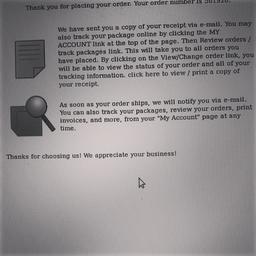 Thank you for placing your order. Your order number is
We have sent you a copy of your receipt via e-mail. You may
also track your package online by clicking the MY
ACCOUNT link at the top of the page. Then Review orders /
track packages link. This will take you to all orders you
have placed. By clicking on the View/Change order link, you
will be able to view the status of your order and all of your
tracking information. click here to view / print a copy of
your receipt.
As soon as your order ships, we will notify you via e-mail.
You can also track your packages, review your orders, print
invoices, and more, from your "My Account" page at any
time.
Thanks for choosing us! We appreciate your business!